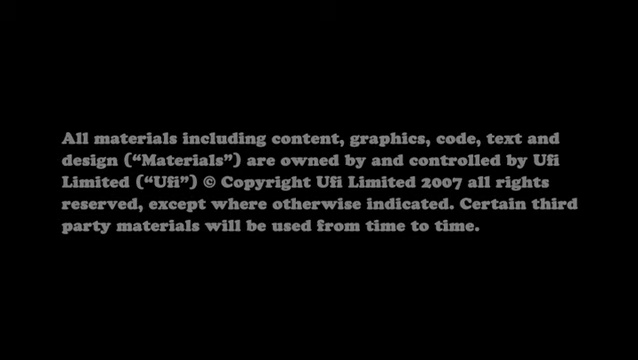 All materials including content, graphics, code, text and
design (“Materials”) are owned by and controlled by Ufi
Limited (“Ufi”) © Copyright Ufi Limited 2007 all rights
reserved, except where otherwise indicated. Certain third
party materials will be used from time to time.